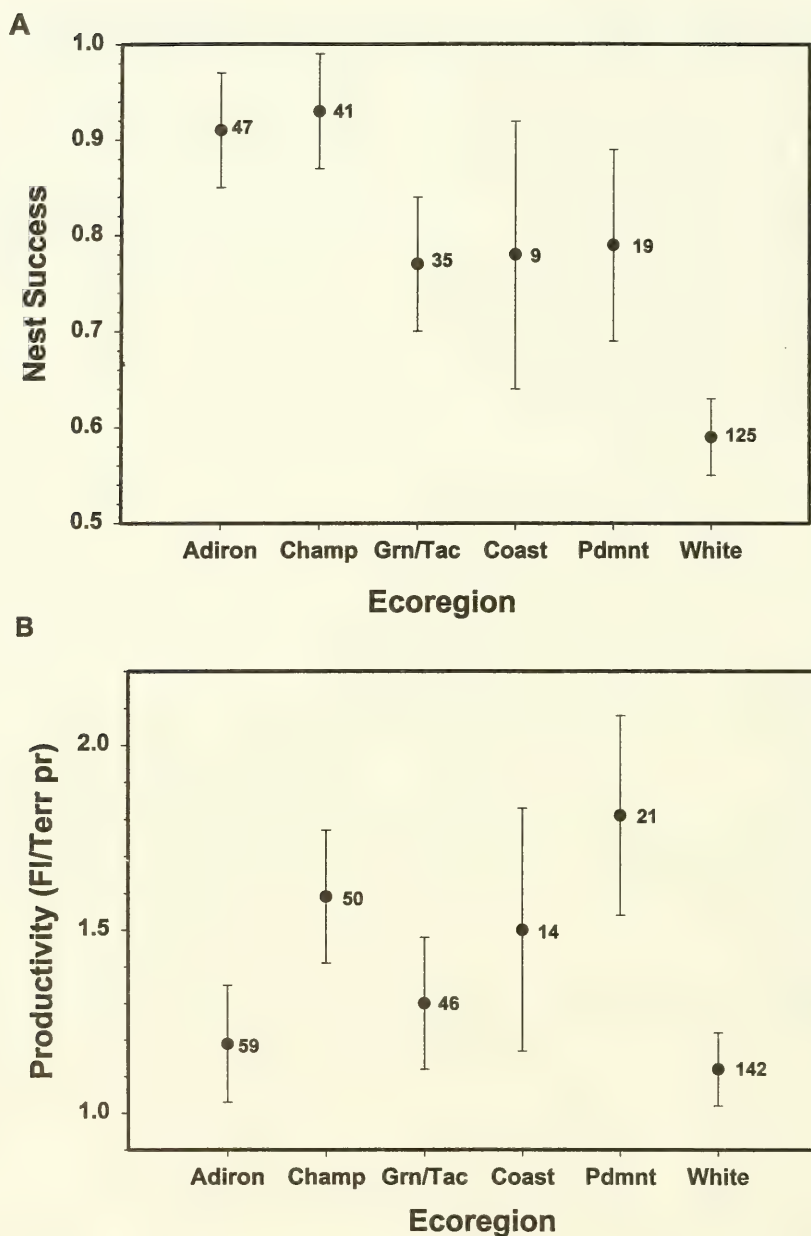 A
1.0
0.9
0.8
0.7
0.6
0.5
Nest Success
47
41
35
9
19
125
Adiron Champ Grn/Tac Coast Pdmnt White
Ecoregion
B
2.0
1.5
1.0
Productivity (Fl/Terr pr)
59
50
46
14
21
142
Adiron Champ Grn/Tac Coast Pdmnt White
Ecoregion